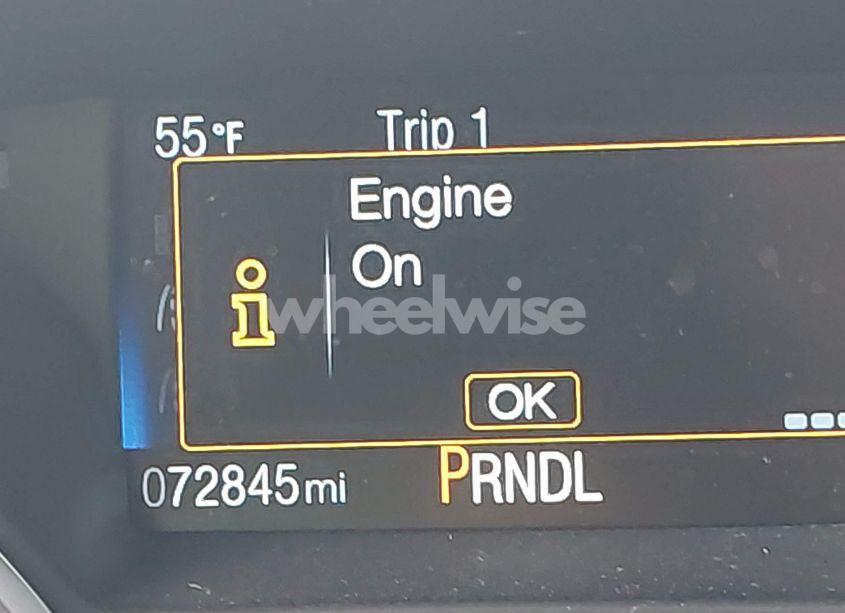 55°F Trip 1
Engine
On
i
wheelwise
OK
072845mi PRNDL